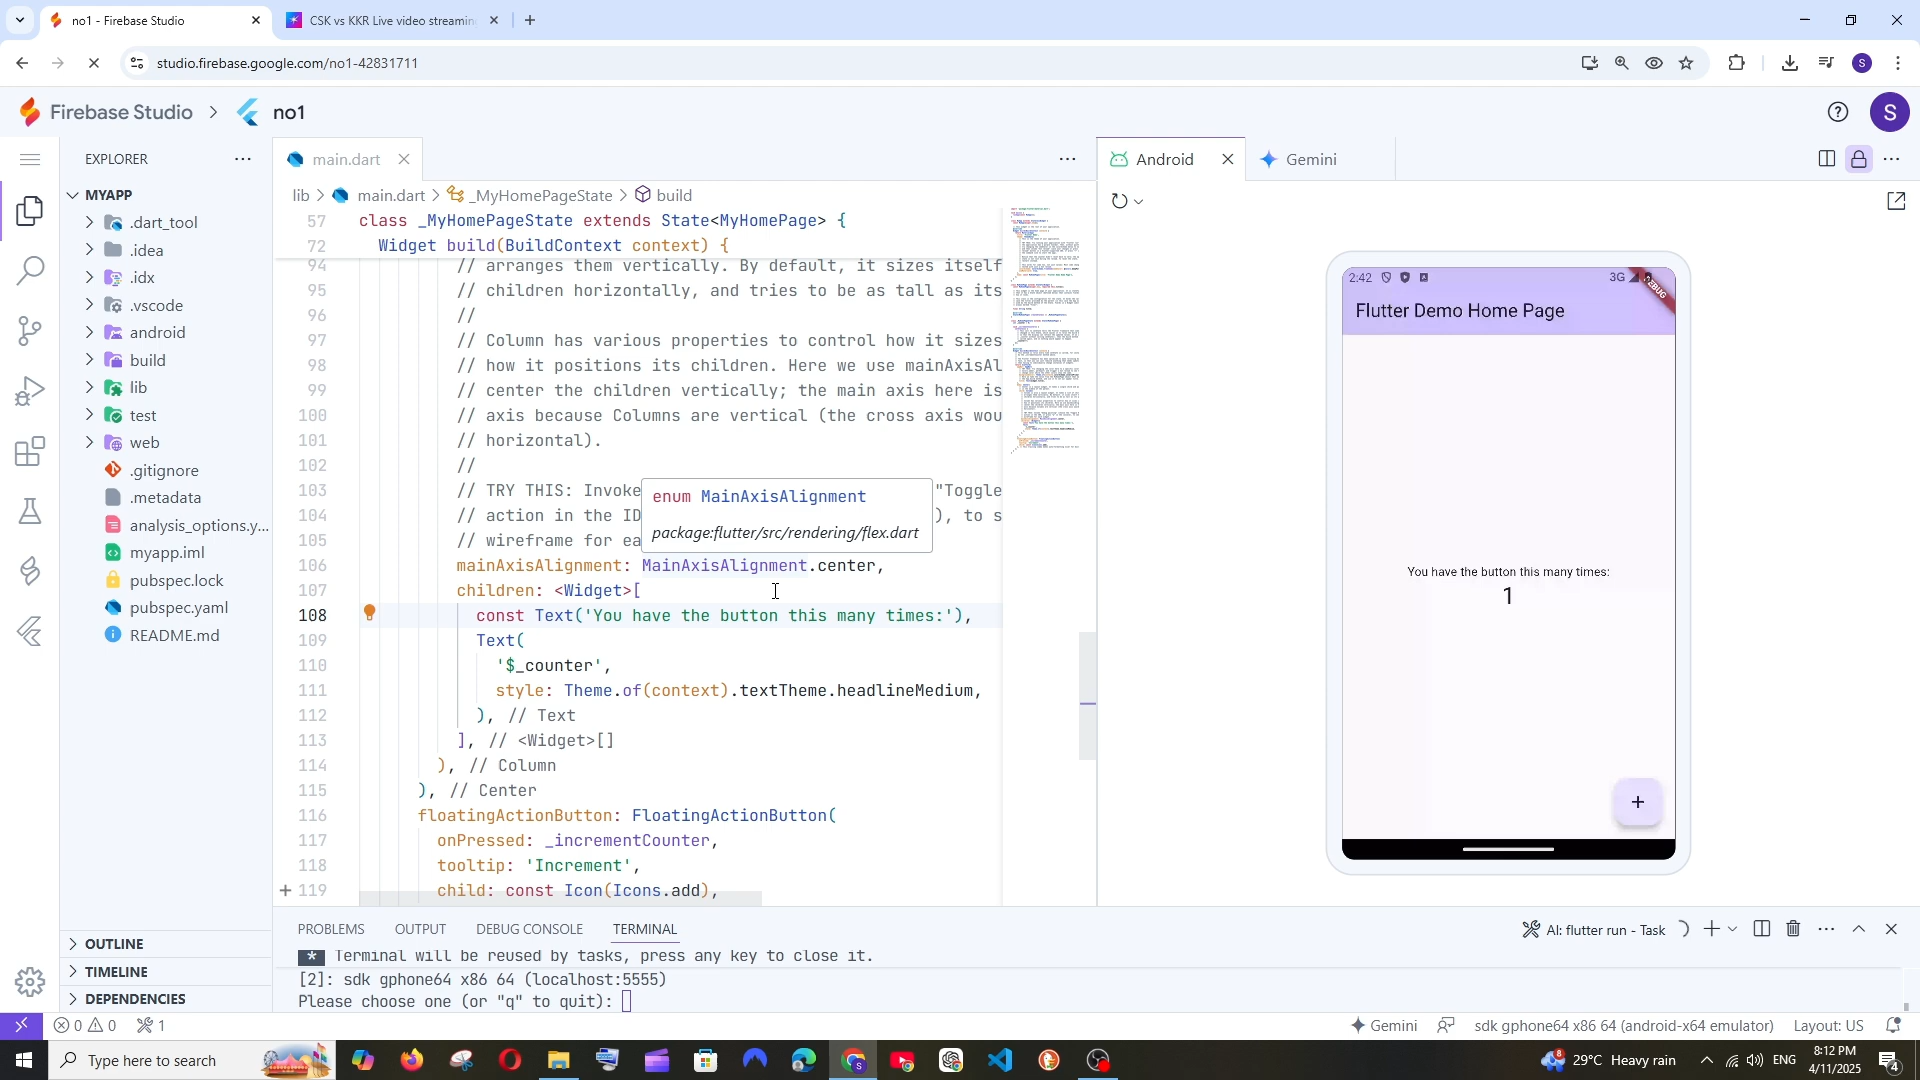 no1 - Firebase Studio
CSK vs KKR Live video streamin
studio.firebase.google.com/no1-42831711
S
Firebase Studio > no1
S
EXPLORER
MYAPP
.dart_tool
.idea
.idx
.vscode
android
build
lib
test
web
.gitignore
.metadata
analysis_options.y...
myapp.iml
pubspec.lock
pubspec.yaml
README.md
OUTLINE
TIMELINE
DEPENDENCIES
main.dart
lib > main.dart > _MyHomePageState > build
57 class _MyHomePageState extends State<MyHomePage> {
72 Widget build(BuildContext context) {
94 // arranges them vertically. By default, it sizes itself
95 // children horizontally, and tries to be as tall as its
96 //
97 // Column has various properties to control how it sizes
98 // how it positions its children. Here we use mainAxisAl
99 // center the children vertically; the main axis here is
100 // axis because Columns are vertical (the cross axis wou
101 // horizontal).
102 //
103 // TRY THIS: Invoke "Toggle
104 // action in the ID ), to s
105 // wireframe for ea
enum MainAxisAlignment
package:flutter/src/rendering/flex.dart
106 mainAxisAlignment: MainAxisAlignment.center,
107 children: <Widget>[
108 const Text('You have the button this many times:'),
109 Text(
110 '$_counter',
111 style: Theme.of(context).textTheme.headlineMedium,
112 ), // Text
113 ], // <Widget>[]
114 ), // Column
115 ), // Center
116 floatingActionButton: FloatingActionButton(
117 onPressed: _incrementCounter,
118 tooltip: 'Increment',
119 child: const Icon(Icons.add),
Android
Gemini
2:42
3G
DEBUG
Flutter Demo Home Page
You have the button this many times:
1
+
PROBLEMS OUTPUT DEBUG CONSOLE TERMINAL
AI: flutter run - Task
* Terminal will be reused by tasks, press any key to close it.
[2]: sdk gphone64 x86 64 (localhost:5555)
Please choose one (or "q" to quit):
0 0 1
Gemini
sdk gphone64 x86 64 (android-x64 emulator)
Layout: US
Type here to search
29°C Heavy rain
ENG
8:12 PM
4/11/2025
4